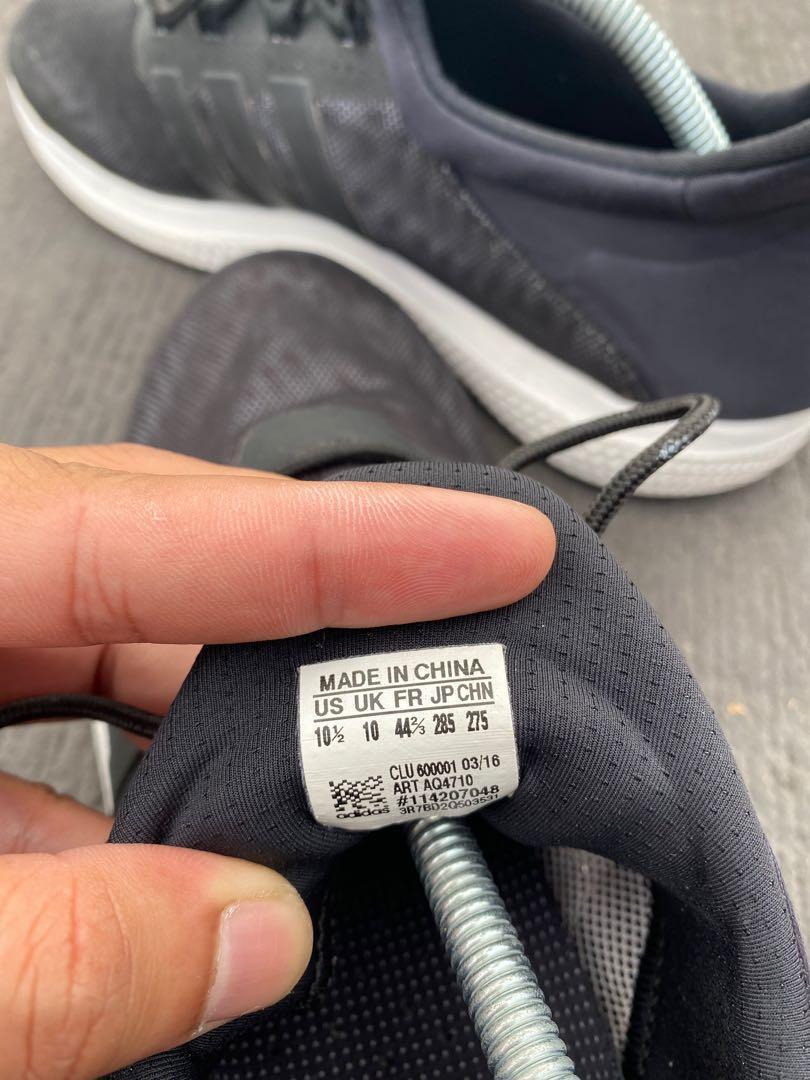 MADE IN CHINA
US UK FR JP CHN
10½ 10 44⅔ 285 275
CLU 600001 03/16
ART AQ4710
#114207048
adidas 3R7BD2Q503531